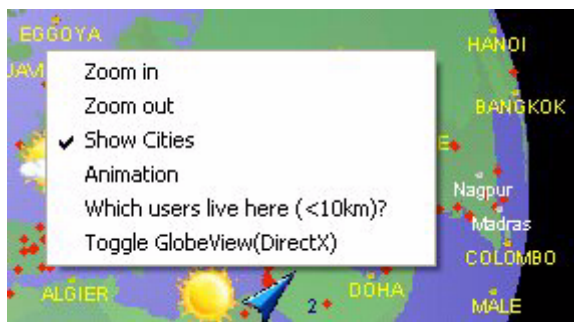 EGGOYA
HANOI
JAM
Zoom in
Zoom out
BANGKOK
Show Cities
E
Animation
Nagpur
Which users live here (<10km)?
Madras
Toggle GlobeView(DirectX)
COLOMBO
ALGIER
DOHA
2
MALE